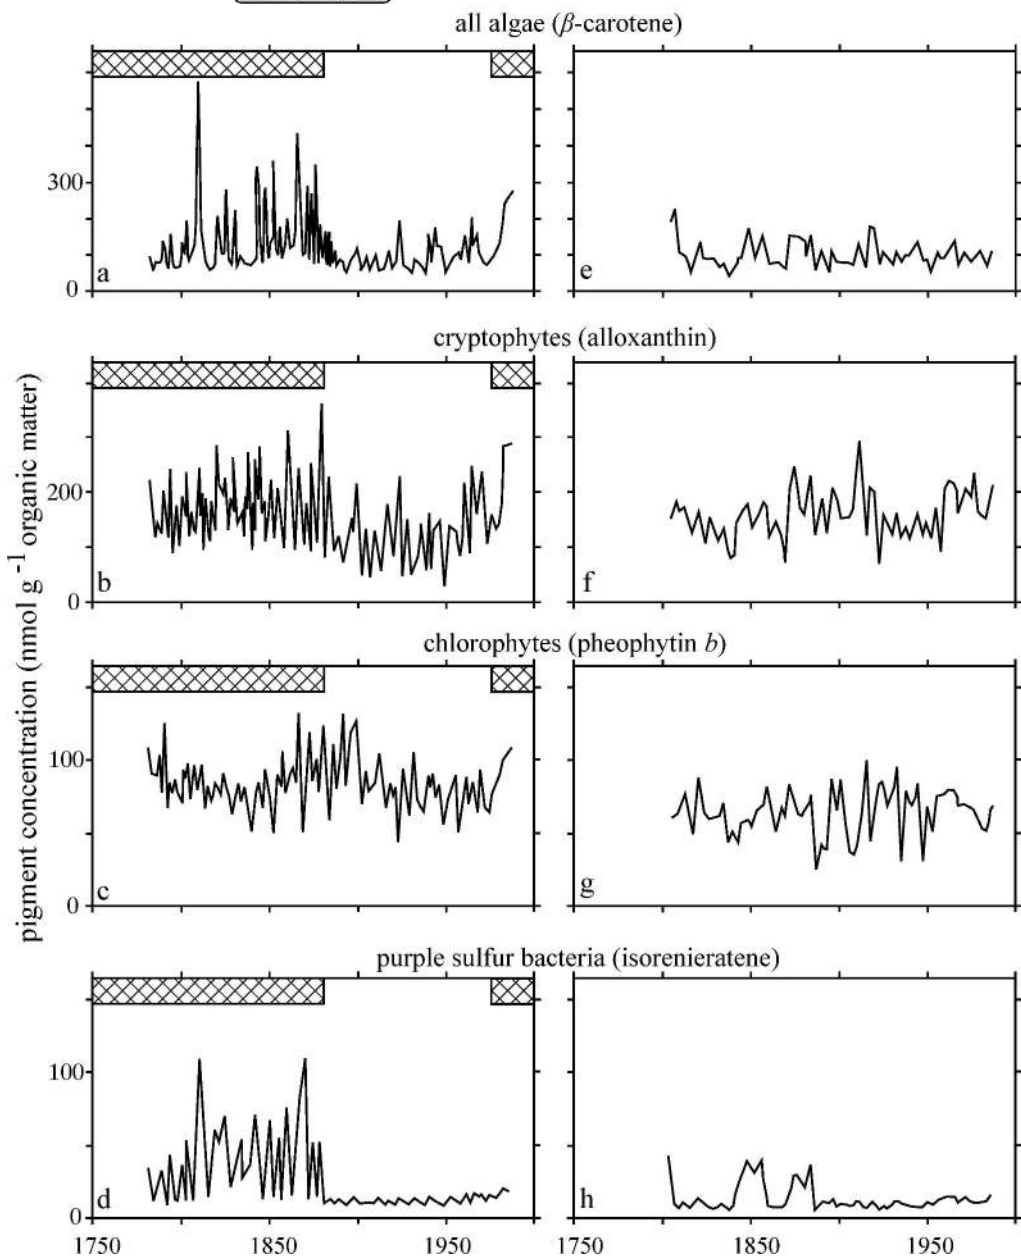 all algae (β-carotene)
300
0
a
e
cryptophytes (alloxanthin)
200
0
b
f
chlorophytes (pheophytin b)
100
0
c
g
purple sulfur bacteria (isorenieratene)
100
0
d
h
1750 1850 1950 1750 1850 1950
pigment concentration (nmol g -1 organic matter)